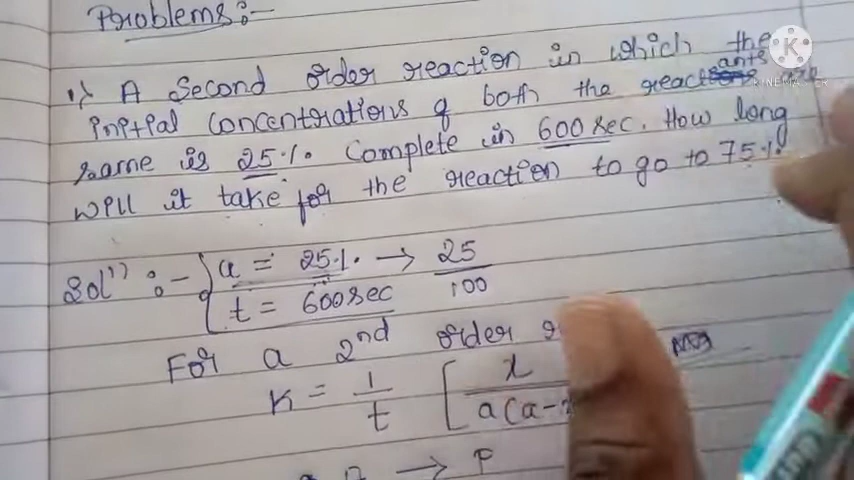 Problems:-
K
KINEMASTER
1) A Second order reaction in which the
initial concentrations of both the reactants are
same is 25%. Complete in 600 sec. How long
will it take for the reaction to go to 75%.
Sol") :- a = 25% → 25/100
t = 600 sec
For a 2nd order
K = 1/t [ x / a(a-
→ P